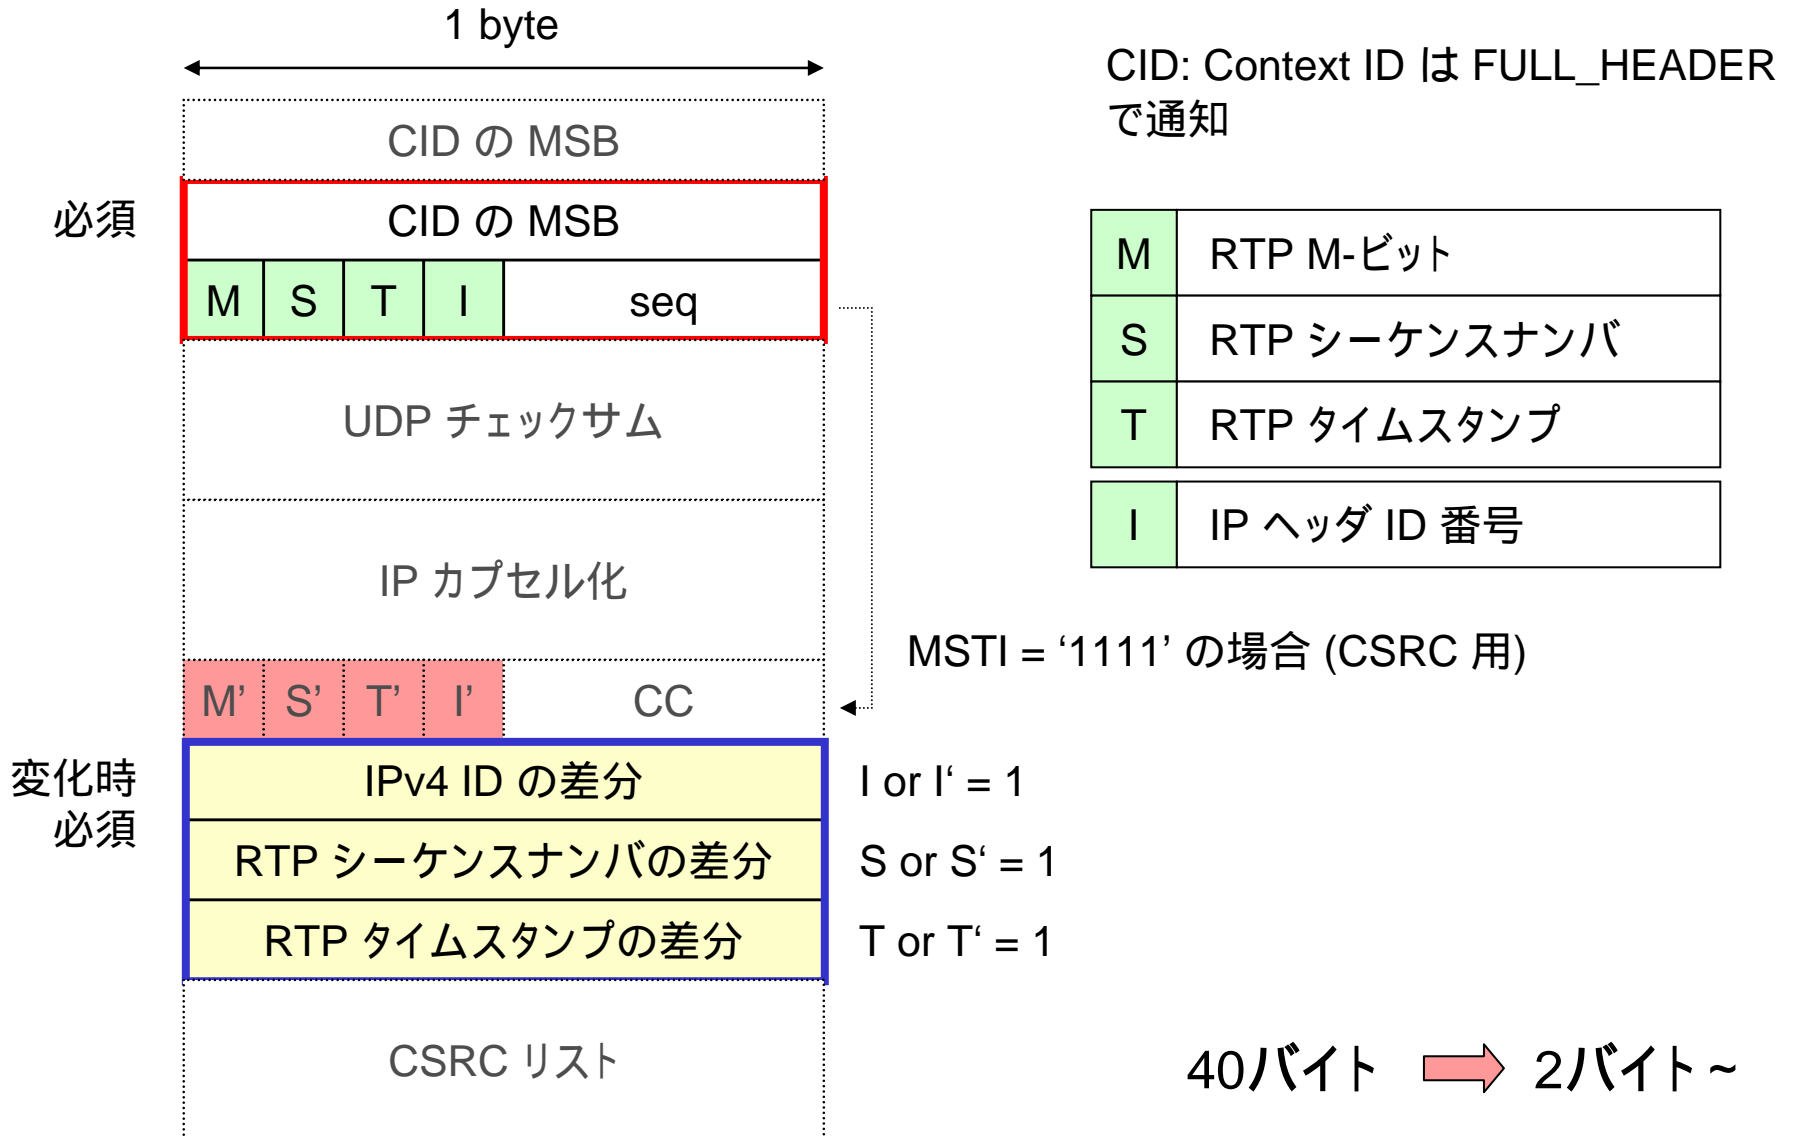 1 byte
CID: Context ID は FULL_HEADER
で通知
CID の MSB
必須
CID の MSB
M S T I seq
M RTP M-ビット
S RTP シーケンスナンバ
T RTP タイムスタンプ
I IP ヘッダ ID 番号
UDP チェックサム
IP カプセル化
MSTI = ‘1111’ の場合 (CSRC 用)
M’ S’ T’ I’ CC
変化時
必須
IPv4 ID の差分 I or I‘ = 1
RTP シーケンスナンバの差分 S or S‘ = 1
RTP タイムスタンプの差分 T or T‘ = 1
CSRC リスト
40バイト 2バイト ~